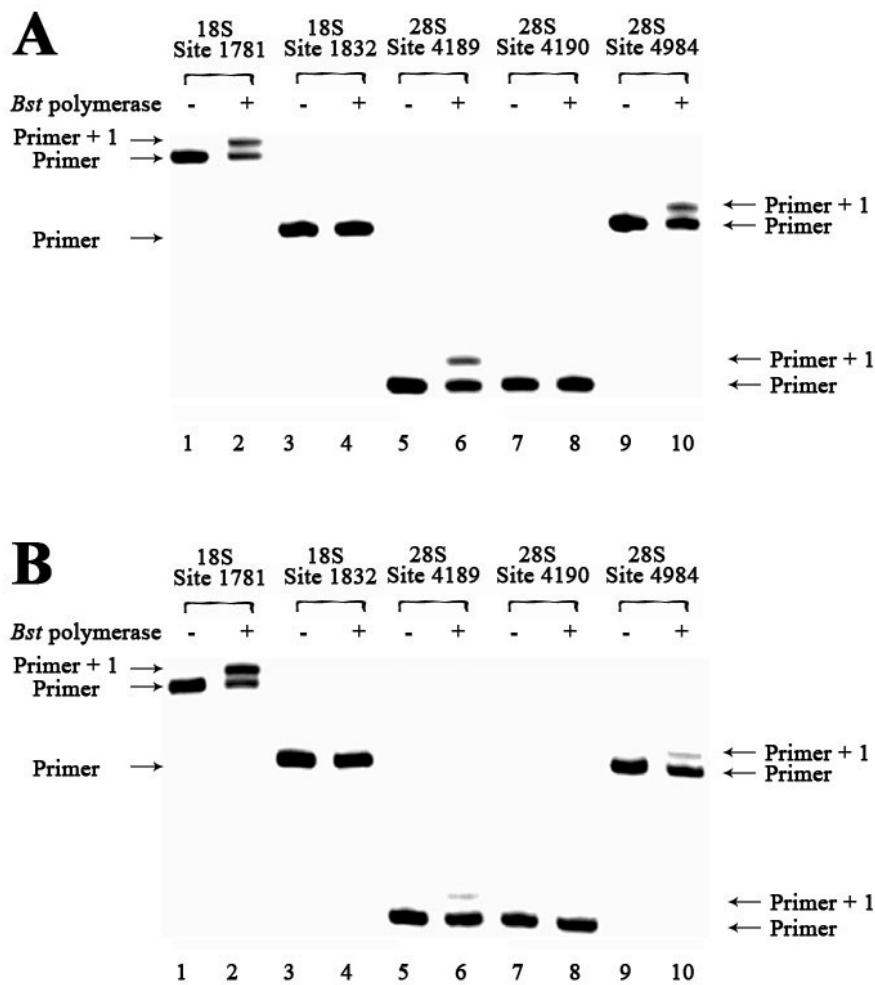 A
18S 18S 28S 28S 28S
Site 1781 Site 1832 Site 4189 Site 4190 Site 4984
Bst polymerase - + - + - + - + - +
Primer + 1 →
Primer →
← Primer + 1
Primer → ← Primer
← Primer + 1
← Primer
1 2 3 4 5 6 7 8 9 10
B
18S 18S 28S 28S 28S
Site 1781 Site 1832 Site 4189 Site 4190 Site 4984
Bst polymerase - + - + - + - + - +
Primer + 1 →
Primer →
← Primer + 1
Primer → ← Primer
← Primer + 1
← Primer
1 2 3 4 5 6 7 8 9 10